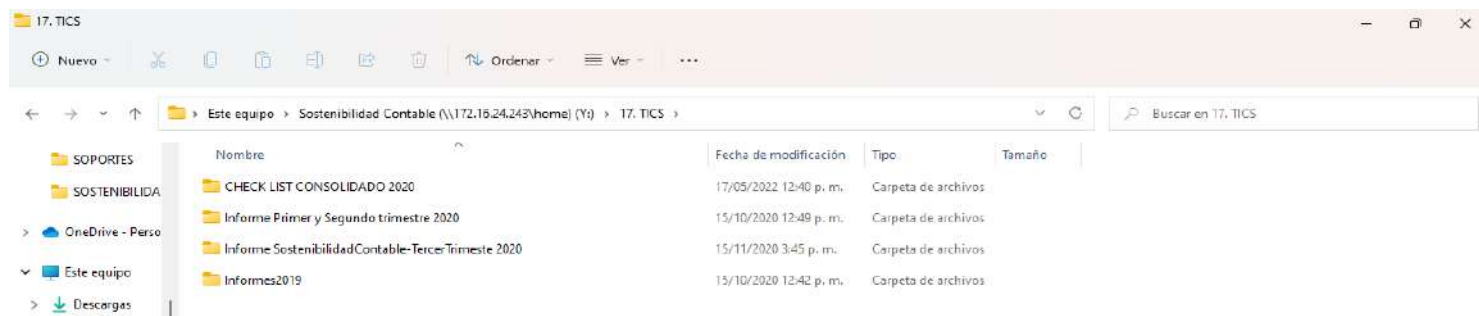 17. TICS
Nuevo Ordenar Ver ...
Este equipo > Sostenibilidad Contable (\\172.16.24.243\home) (Y:) > 17. TICS > Buscar en 17. TICS
SOPORTES
SOSTENIBILIDA
OneDrive - Perso
Este equipo
Descargas
Nombre Fecha de modificación Tipo Tamaño
CHECK LIST CONSOLIDADO 2020 17/05/2022 12:40 p. m. Carpeta de archivos
Informe Primer y Segundo trimestre 2020 15/10/2020 12:49 p. m. Carpeta de archivos
Informe SostenibilidadContable-TercerTrimeste 2020 15/11/2020 3:45 p. m. Carpeta de archivos
Informes2019 15/10/2020 12:42 p. m. Carpeta de archivos